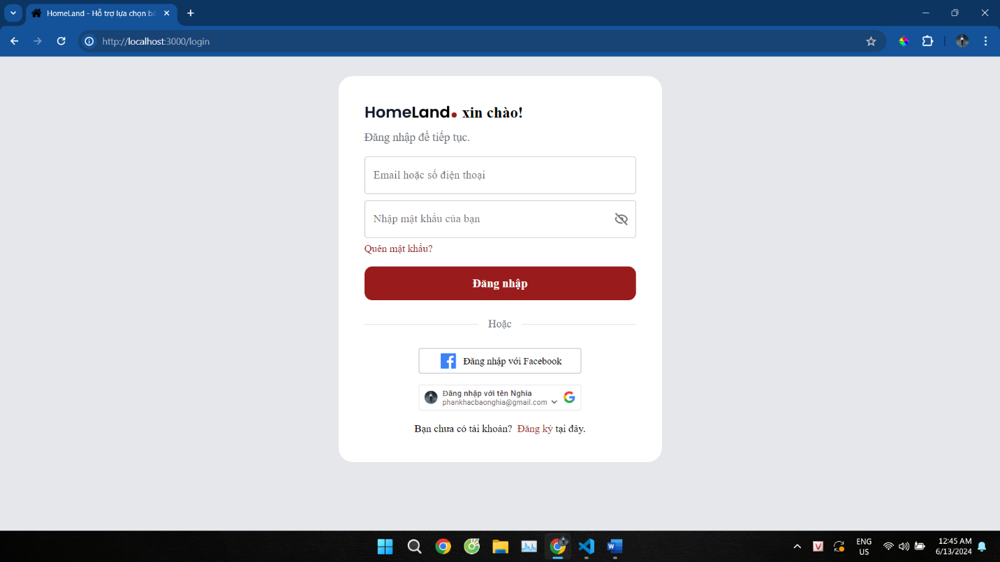 HomeLand - Hỗ trợ lựa chọn bấ
http://localhost:3000/login
HomeLand. xin chào!
Đăng nhập để tiếp tục.
Email hoặc số điện thoại
Nhập mật khẩu của bạn
Quên mật khẩu?
Đăng nhập
Hoặc
Đăng nhập với Facebook
Đăng nhập với tên Nghia
phankhacbaonghia@gmail.com
Bạn chưa có tài khoản? Đăng ký tại đây.
ENG
US
12:45 AM
6/13/2024